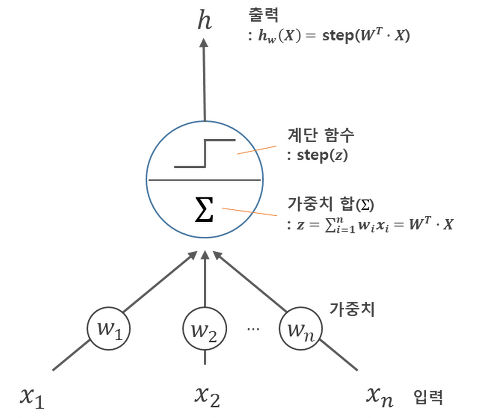 h
출력
: h_w(X) = step(W^T · X)
계단 함수
: step(z)
Σ
가중치 합(Σ)
: z = ∑_{i=1}^{n} w_i x_i = W^T · X
가중치
w_1 w_2 ... w_n
x_1 x_2 x_n 입력